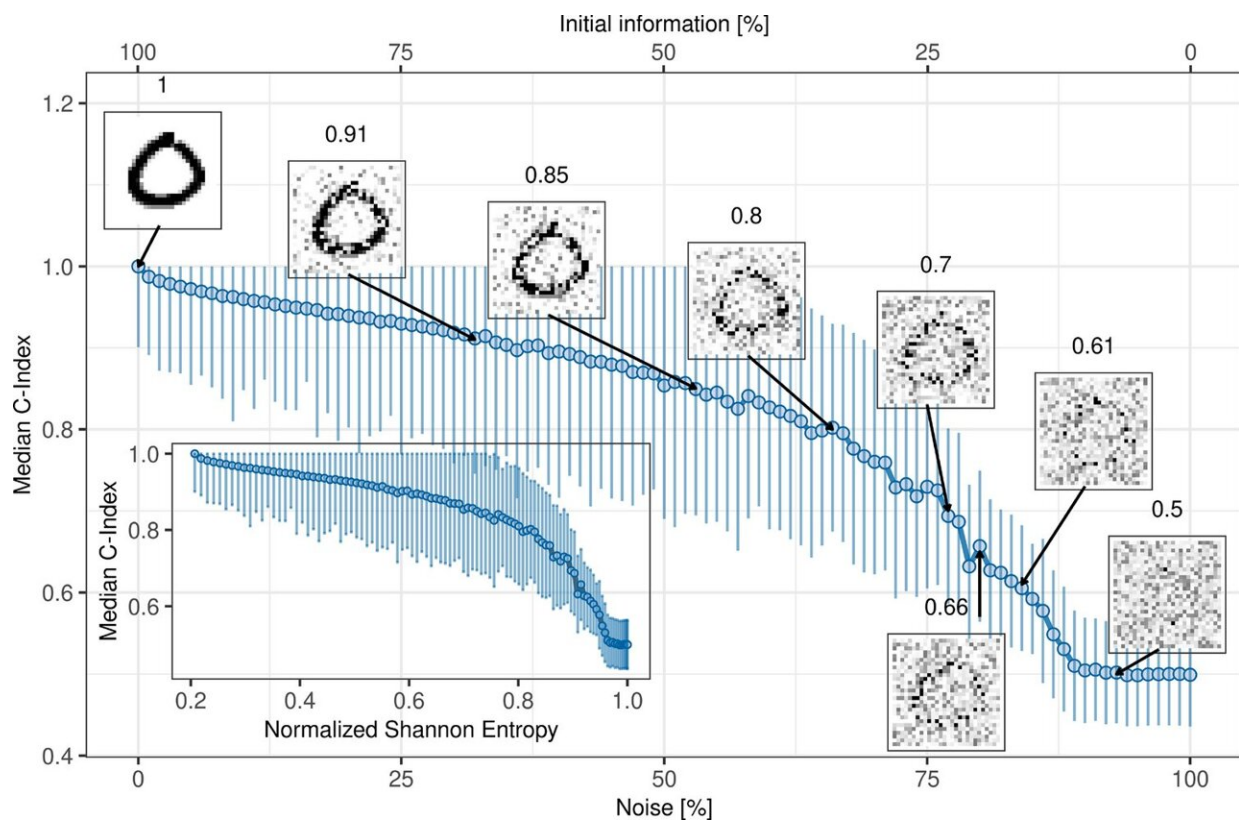 Initial information [%]
100 75 50 25 0
1
0.91
0.85
0.8
0.7
0.61
0.5
0.66
Median C-Index
1.2
1.0
0.8
0.6
0.4
Median C-Index
1.0
0.8
0.6
0.2 0.4 0.6 0.8 1.0
Normalized Shannon Entropy
0 25 50 75 100
Noise [%]